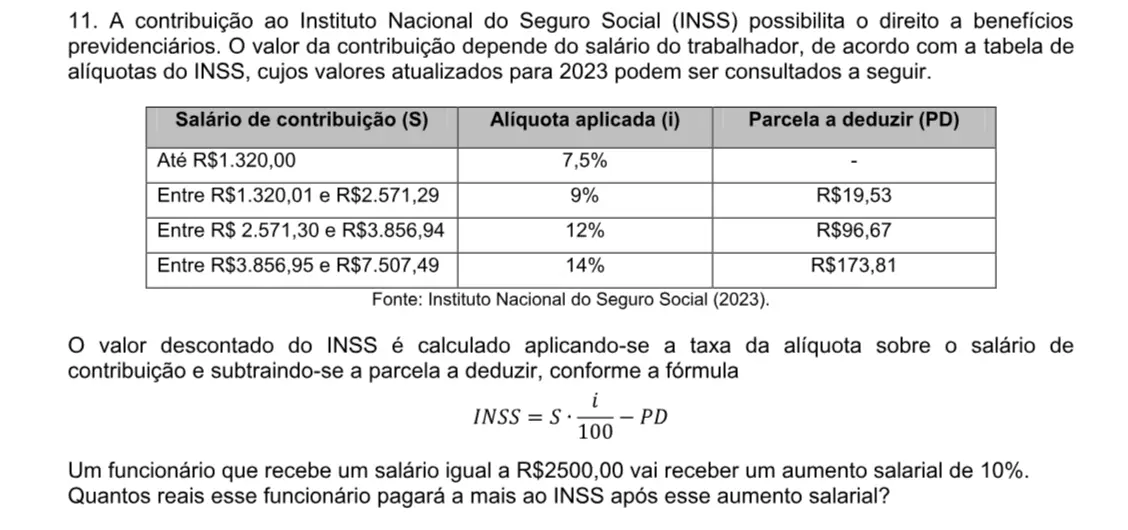 11. A contribuição ao Instituto Nacional do Seguro Social (INSS) possibilita o direito a benefícios
previdenciários. O valor da contribuição depende do salário do trabalhador, de acordo com a tabela de
alíquotas do INSS, cujos valores atualizados para 2023 podem ser consultados a seguir.
Salário de contribuição (S) Alíquota aplicada (i) Parcela a deduzir (PD)
Até R$1.320,00 7,5% -
Entre R$1.320,01 e R$2.571,29 9% R$19,53
Entre R$ 2.571,30 e R$3.856,94 12% R$96,67
Entre R$3.856,95 e R$7.507,49 14% R$173,81
Fonte: Instituto Nacional do Seguro Social (2023).
O valor descontado do INSS é calculado aplicando-se a taxa da alíquota sobre o salário de
contribuição e subtraindo-se a parcela a deduzir, conforme a fórmula
INSS = S · i/100 − PD
Um funcionário que recebe um salário igual a R$2500,00 vai receber um aumento salarial de 10%.
Quantos reais esse funcionário pagará a mais ao INSS após esse aumento salarial?